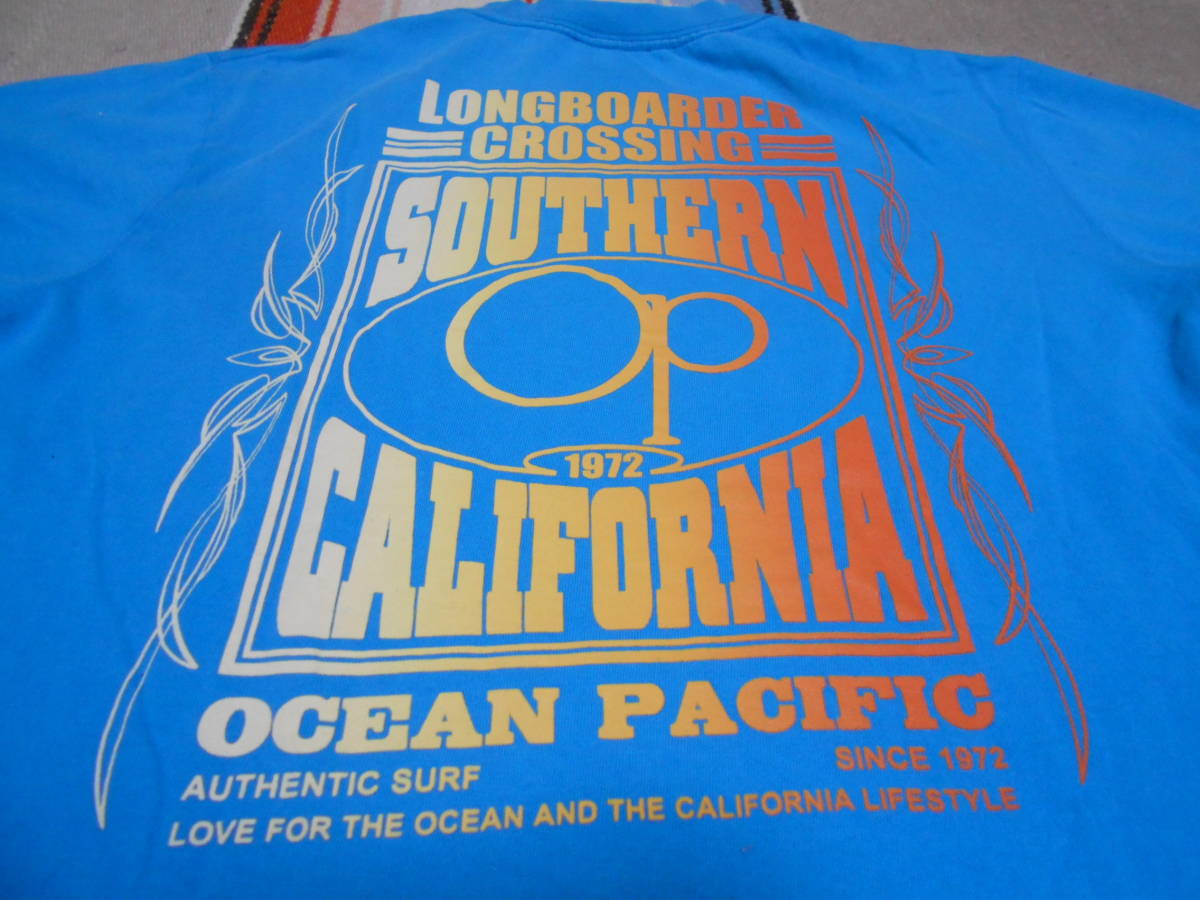 LONGBOARDER
CROSSING
SOUTHERN
Op
1972
CALIFORNIA
OCEAN PACIFIC
AUTHENTIC SURF SINCE 1972
LOVE FOR THE OCEAN AND THE CALIFORNIA LIFESTYLE